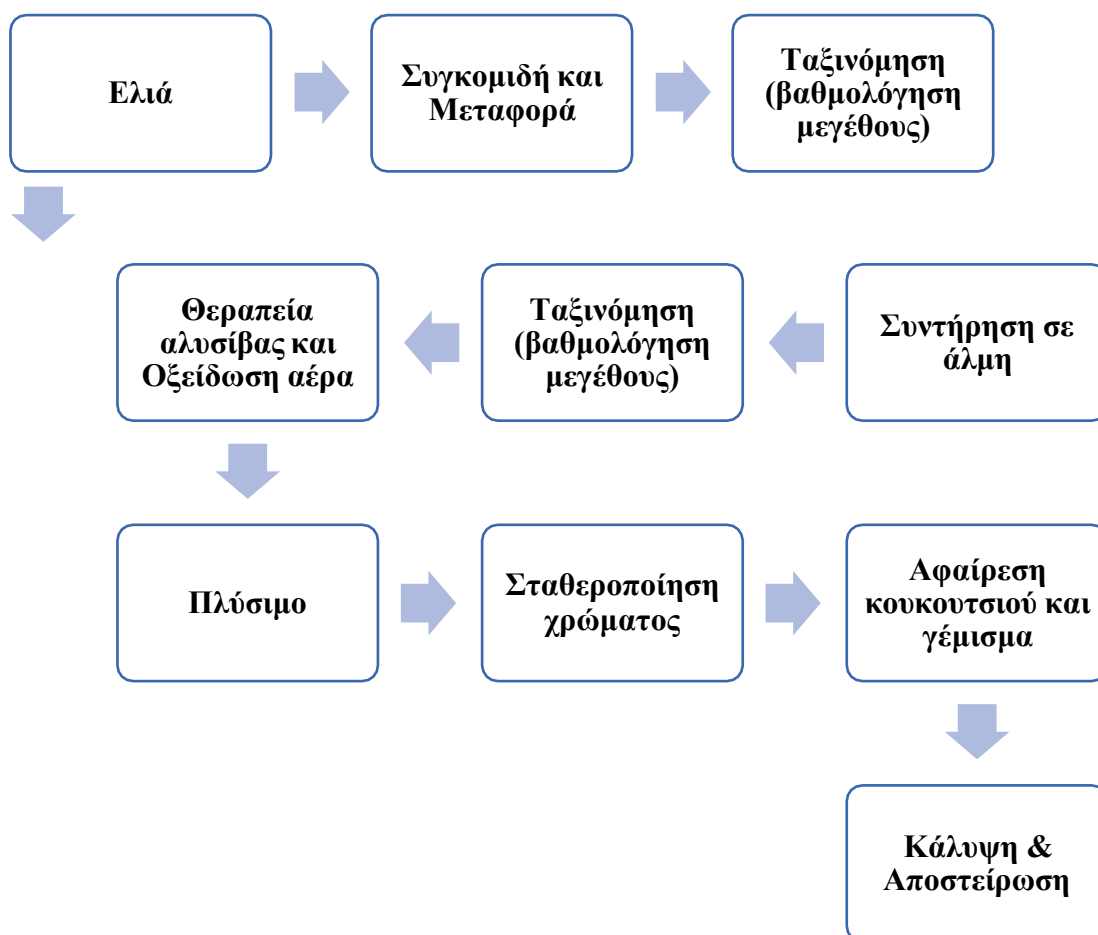 Ελιά
Συγκομιδή και
Μεταφορά
Ταξινόμηση
(βαθμολόγηση
μεγέθους)
Θεραπεία
αλυσίβας και
Οξείδωση αέρα
Ταξινόμηση
(βαθμολόγηση
μεγέθους)
Συντήρηση σε
άλμη
Πλύσιμο
Σταθεροποίηση
χρώματος
Αφαίρεση
κουκουτσιού και
γέμισμα
Κάλυψη &
Αποστείρωση